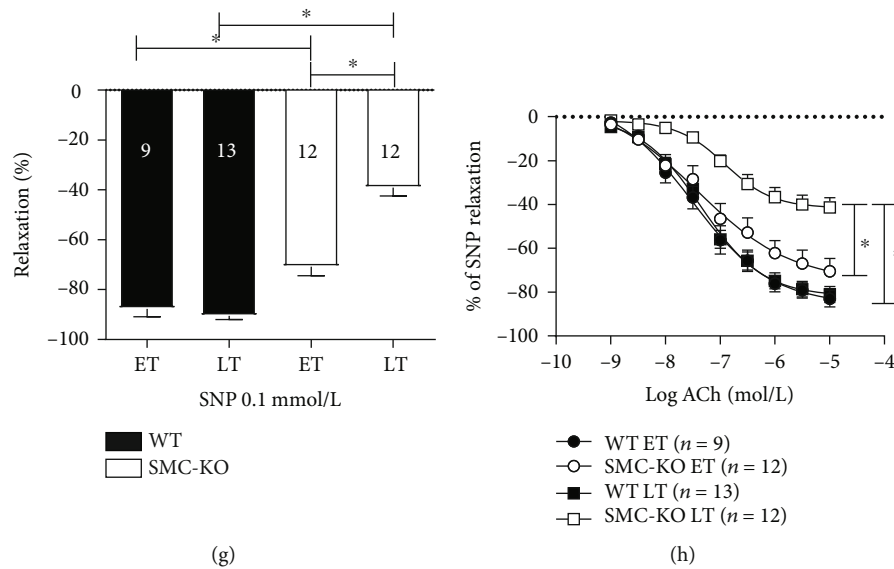 *
*
*
0
−20
−40
−60
−80
−100
Relaxation (%)
9
13
12
12
ET
LT
ET
LT
SNP 0.1 mmol/L
WT
SMC-KO
(g)
0
−20
−40
−60
−80
−100
% of SNP relaxation
*
−10
−9
−8
−7
−6
−5
−4
Log ACh (mol/L)
WT ET (n = 9)
SMC-KO ET (n = 12)
WT LT (n = 13)
SMC-KO LT (n = 12)
(h)